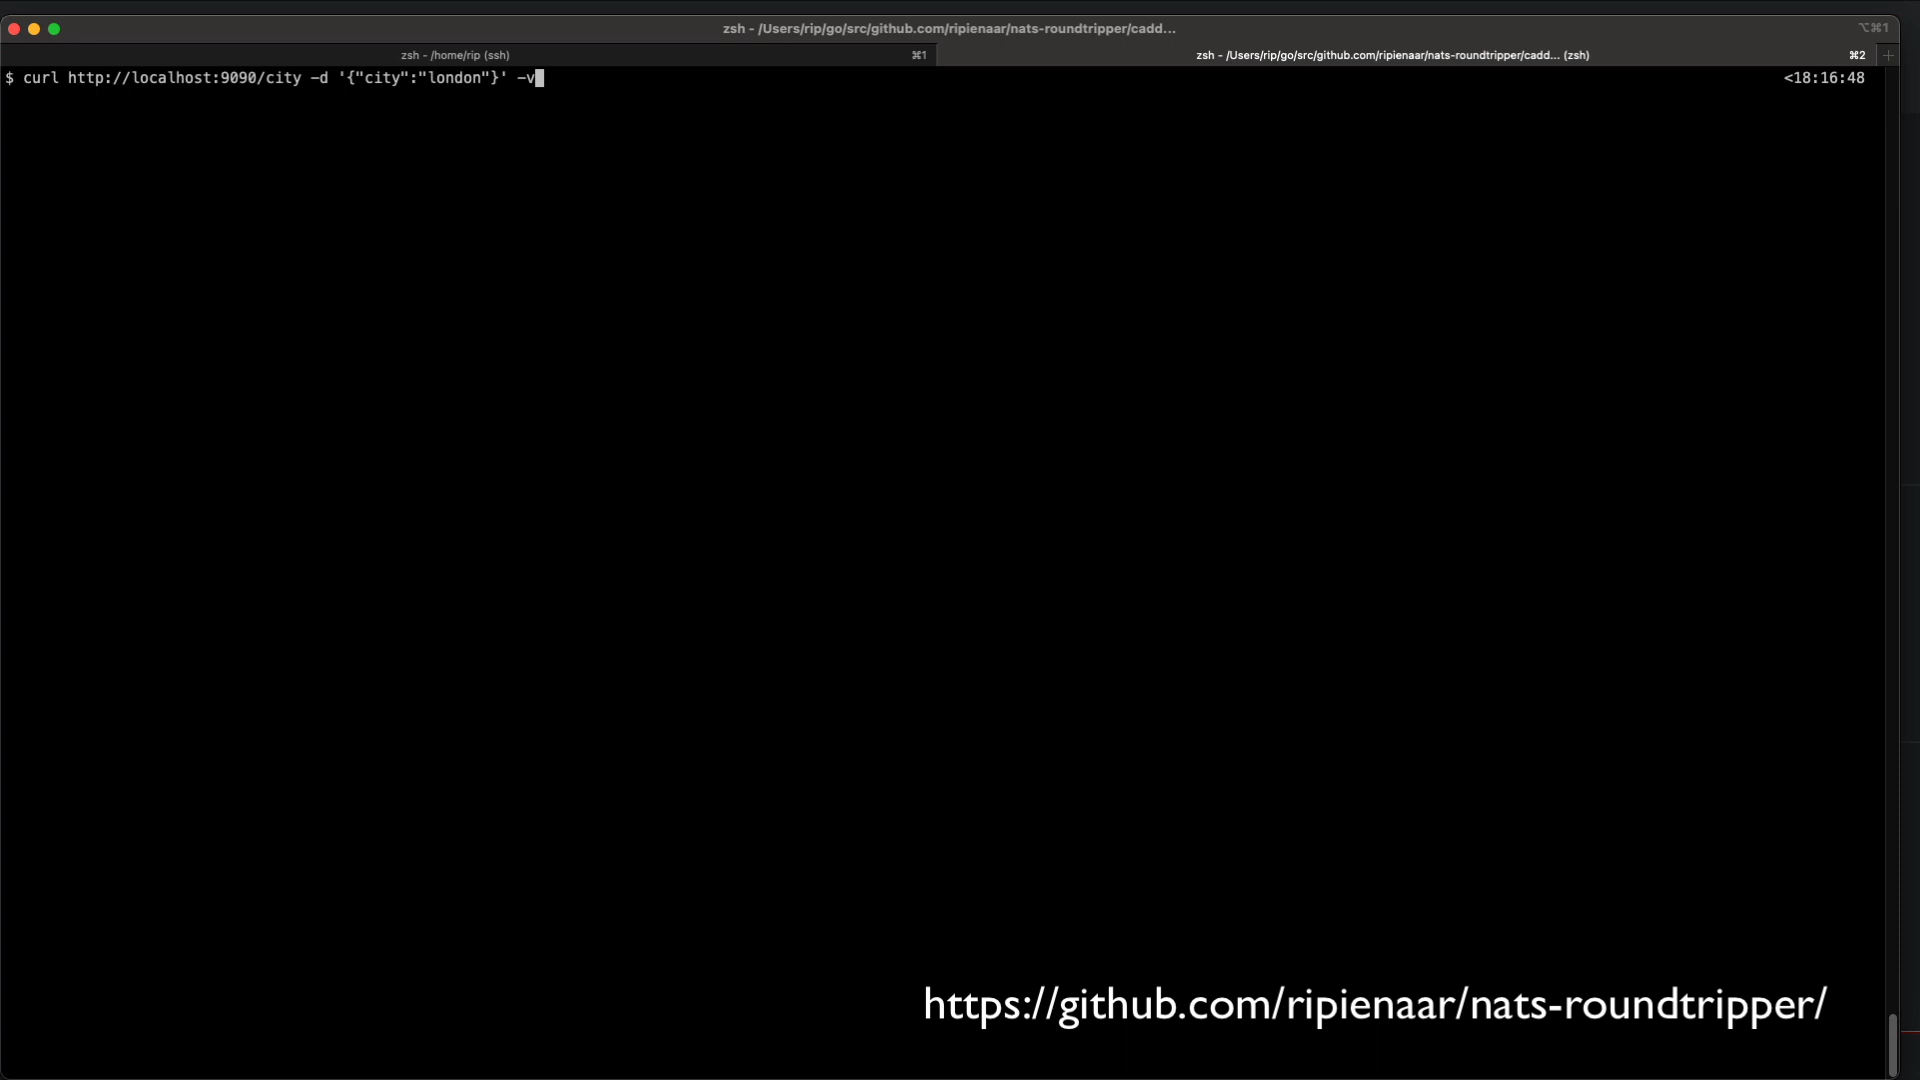 zsh - /Users/rip/go/src/github.com/ripienaar/nats-roundtripper/cadd... ⌥⌘1
zsh - /home/rip (ssh) ⌘1 zsh - /Users/rip/go/src/github.com/ripienaar/nats-roundtripper/cadd... (zsh) ⌘2
$ curl http://localhost:9090/city -d '{"city":"london"}' -v <18:16:48
https://github.com/ripienaar/nats-roundtripper/